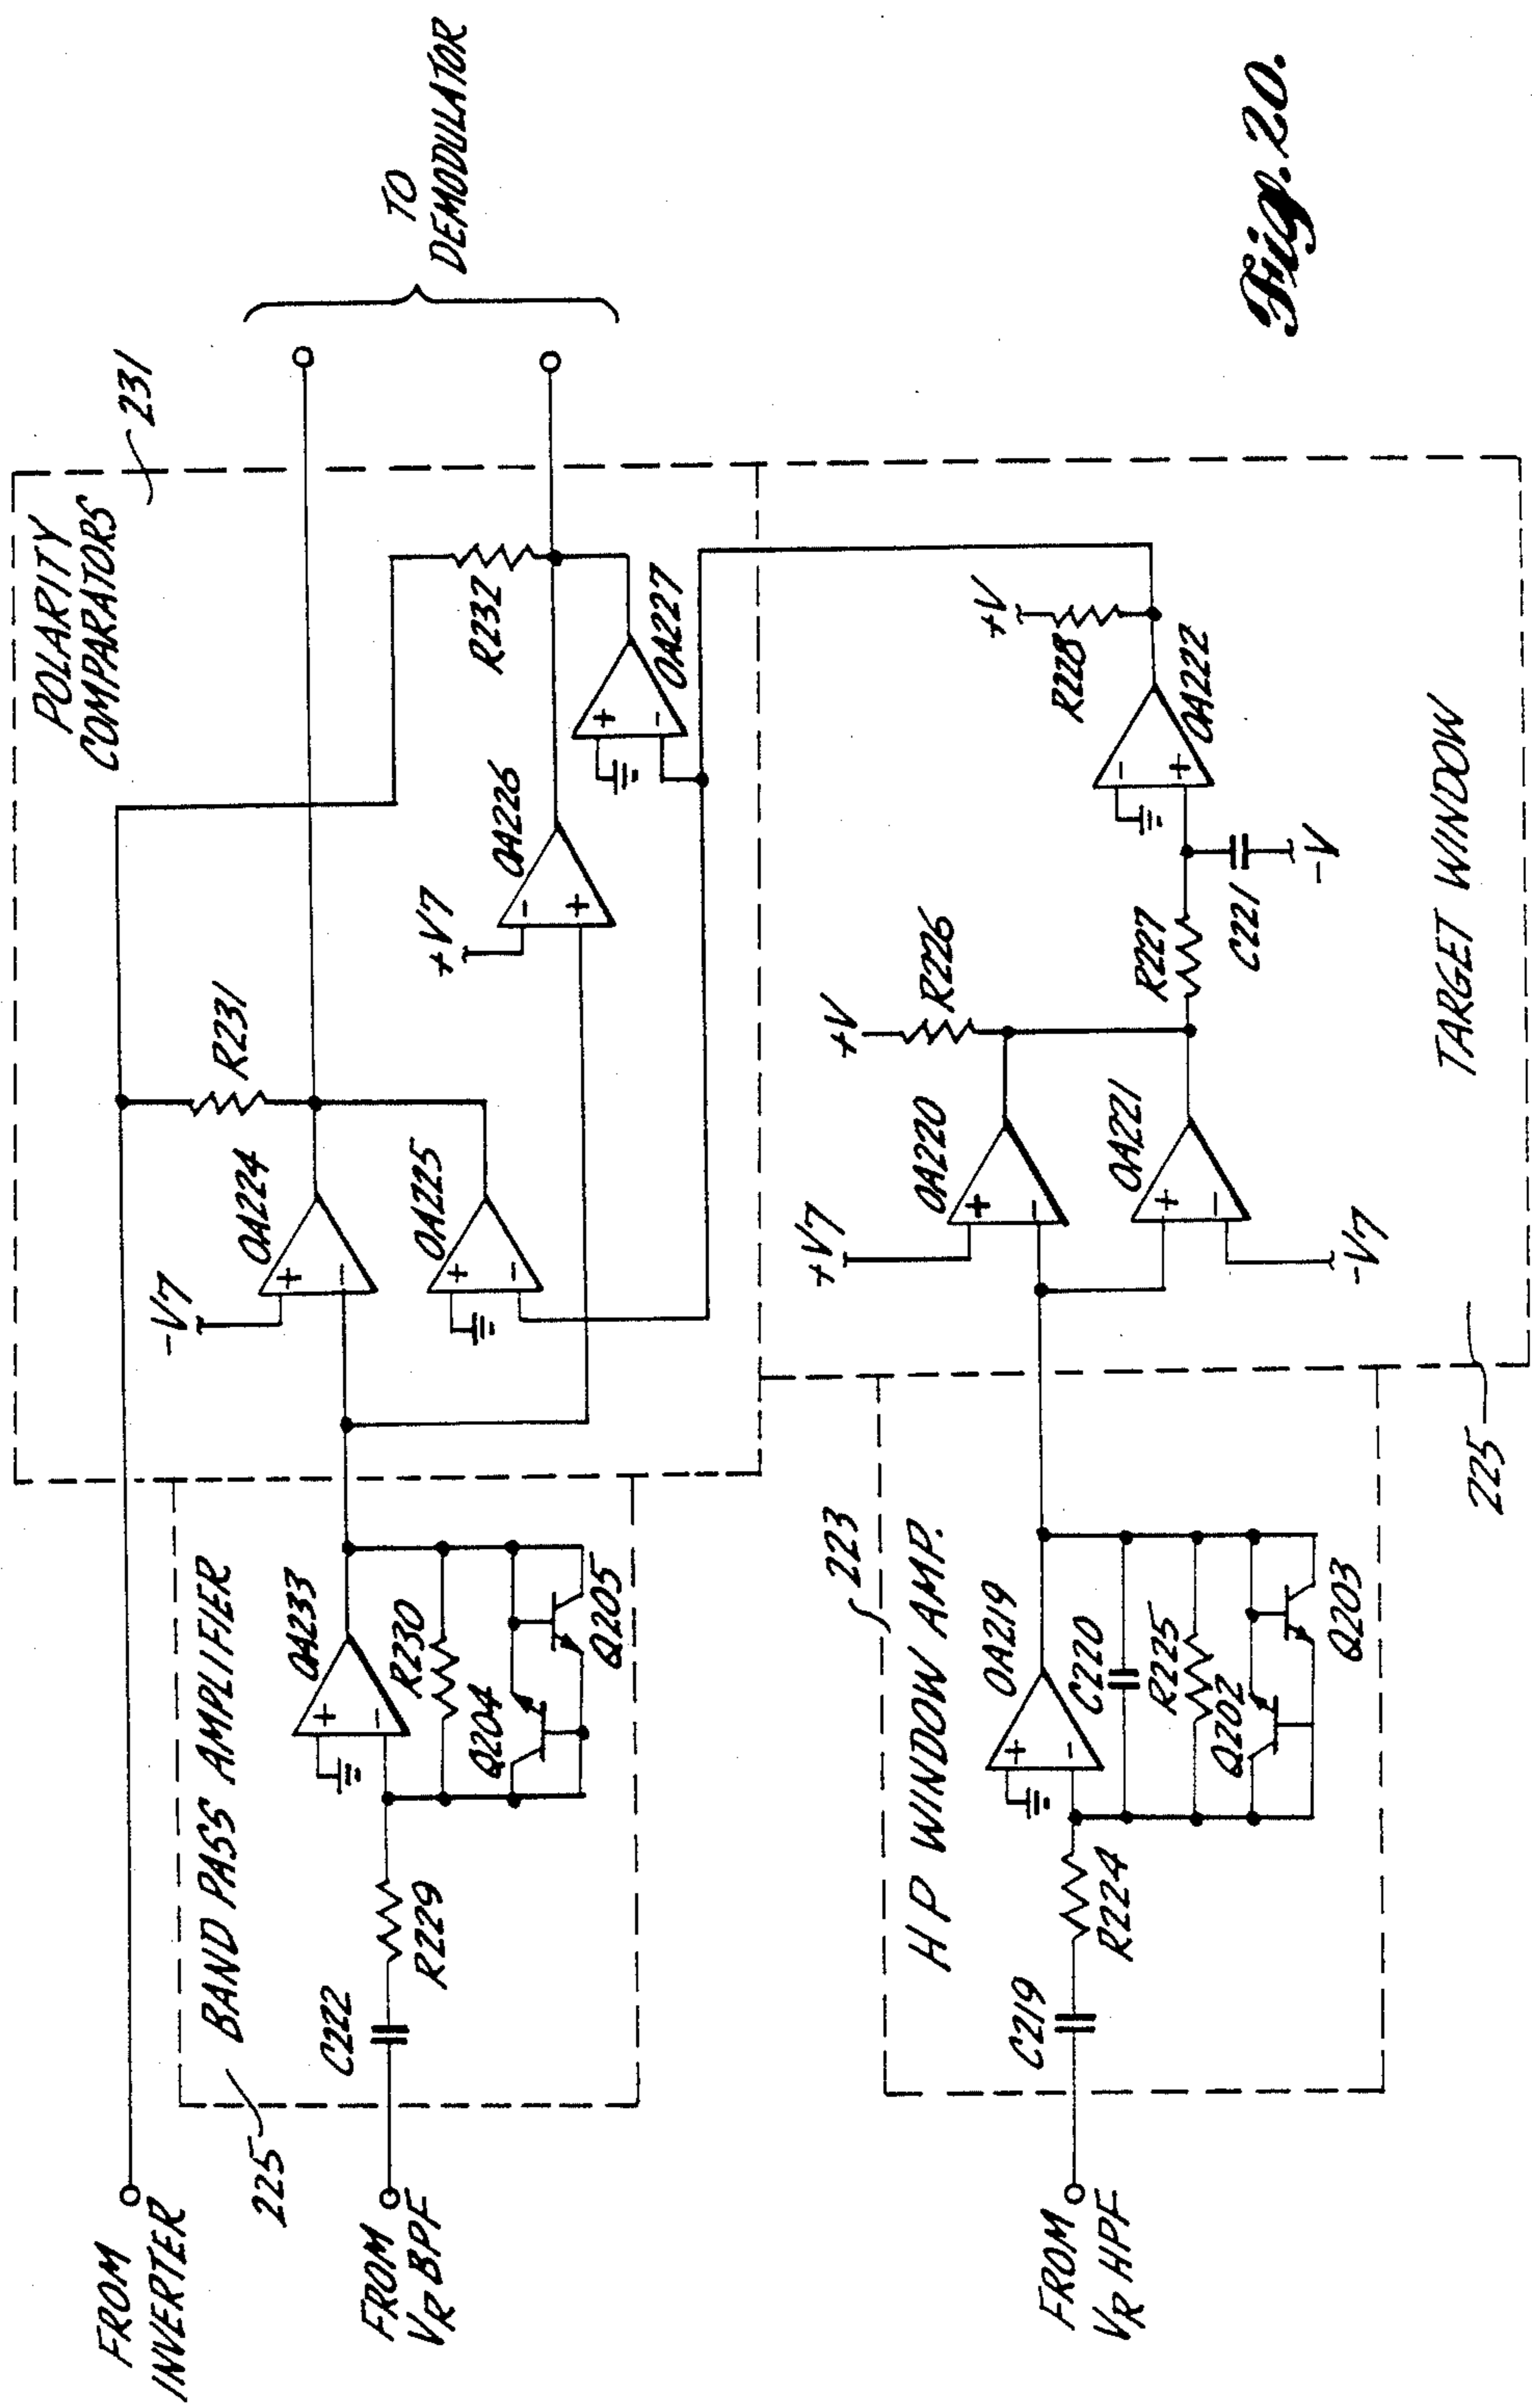 FROM
INVERTER
225
BAND PASS AMPLIFIER
FROM
VR BPF
C222
R229
OA233
+
-
R230
Q204
Q205
POLARITY
COMPARATORS
231
-V7
OA224
+
-
R231
OA225
+
-
+V7
OA226
-
+
R232
OA227
+
-
TO
DEMODULATOR
FROM
VR HPF
HP WINDOW AMP.
223
C219
R224
OA219
+
-
C220
R225
Q202
Q203
225
+V7
OA220
+
-
OA221
+
-
-V7
+V
R226
R227
C221
-V
OA222
-
+
+V
R228
TARGET WINDOW
Fig. 20.